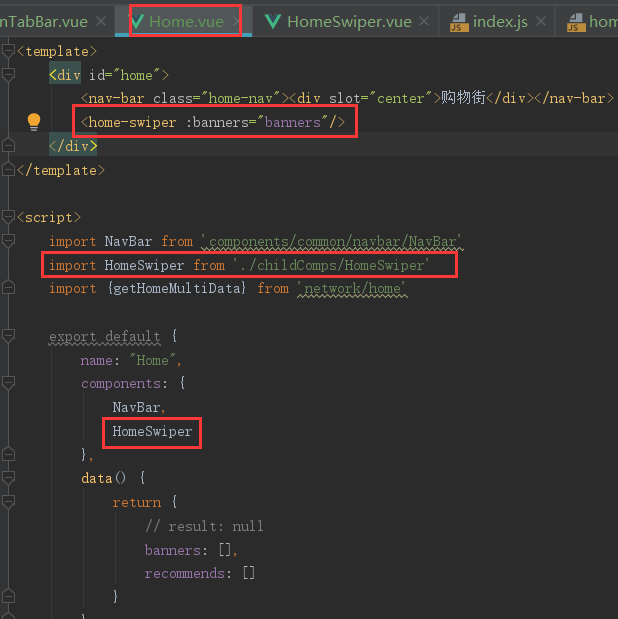 nTabBar.vue × Home.vue × HomeSwiper.vue × index.js × hom
<template>
<div id="home">
<nav-bar class="home-nav"><div slot="center">购物街</div></nav-bar>
<home-swiper :banners="banners"/>
</div>
</template>
<script>
import NavBar from 'components/common/navbar/NavBar'
import HomeSwiper from './childComps/HomeSwiper'
import {getHomeMultiData} from 'network/home'
export default {
name: "Home",
components: {
NavBar,
HomeSwiper
},
data() {
return {
// result: null
banners: [],
recommends: []
}
}